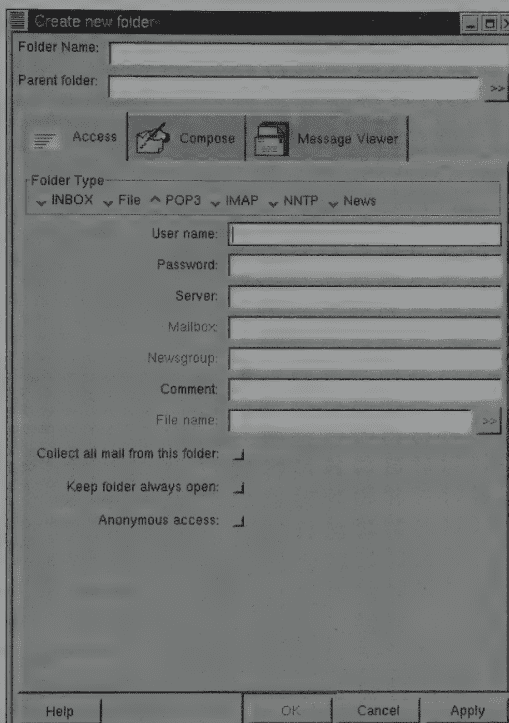 Create new folder
Folder Name:
Parent folder: >>
Access Compose Message Viewer
Folder Type
INBOX File POP3 IMAP NNTP News
User name:
Password:
Server:
Mailbox:
Newsgroup:
Comment:
File name: >>
Collect all mail from this folder:
Keep folder always open:
Anonymous access:
Help OK Cancel Apply